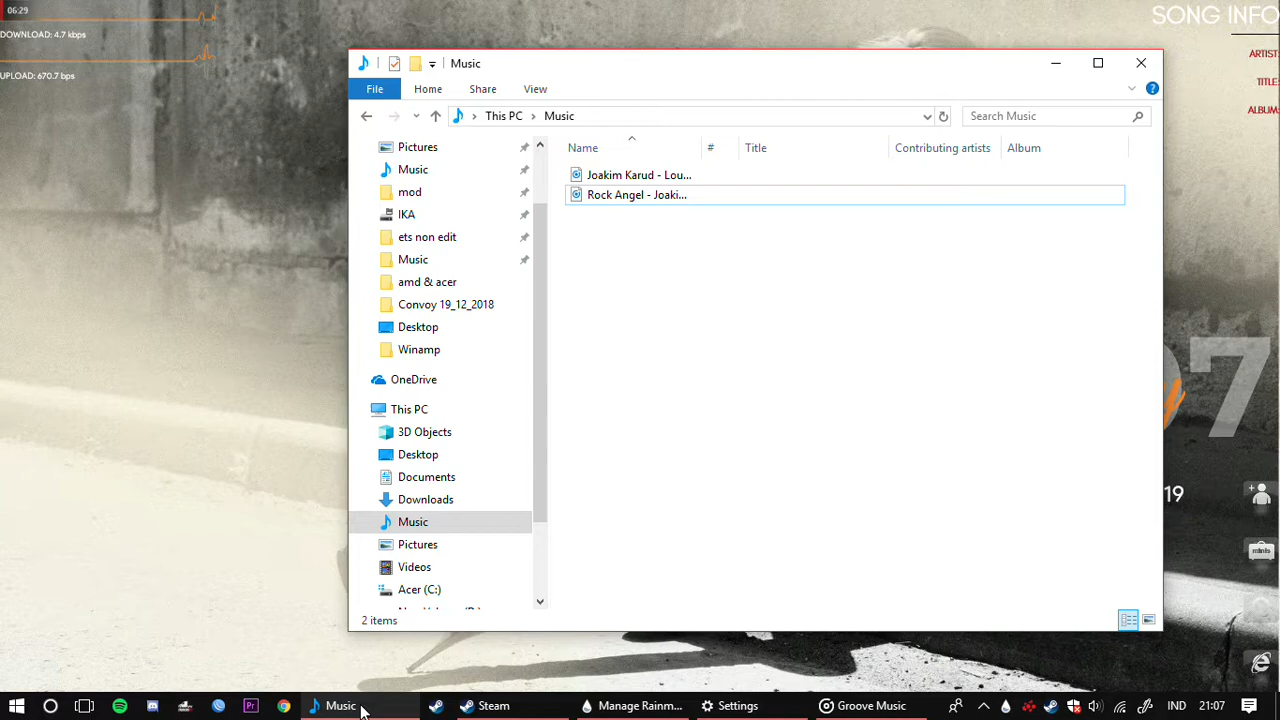 06:29
DOWNLOAD: 4.7 kbps
UPLOAD: 670.7 bps
SONG INFO
ARTIST:
TITLE:
ALBUM:
Music
File Home Share View
This PC Music
Search Music
Name # Title Contributing artists Album
Joakim Karud - Lou...
Rock Angel - Joaki...
Pictures
Music
mod
IKA
ets non edit
Music
amd & acer
Convoy 19_12_2018
Desktop
Winamp
OneDrive
This PC
3D Objects
Desktop
Documents
Downloads
Music
Pictures
Videos
Acer (C:)
2 items
7
19
Music Steam Manage Rainm... Settings Groove Music IND 21:07